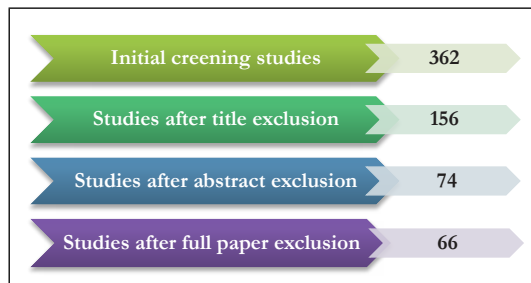 Initial creening studies 362
Studies after title exclusion 156
Studies after abstract exclusion 74
Studies after full paper exclusion 66